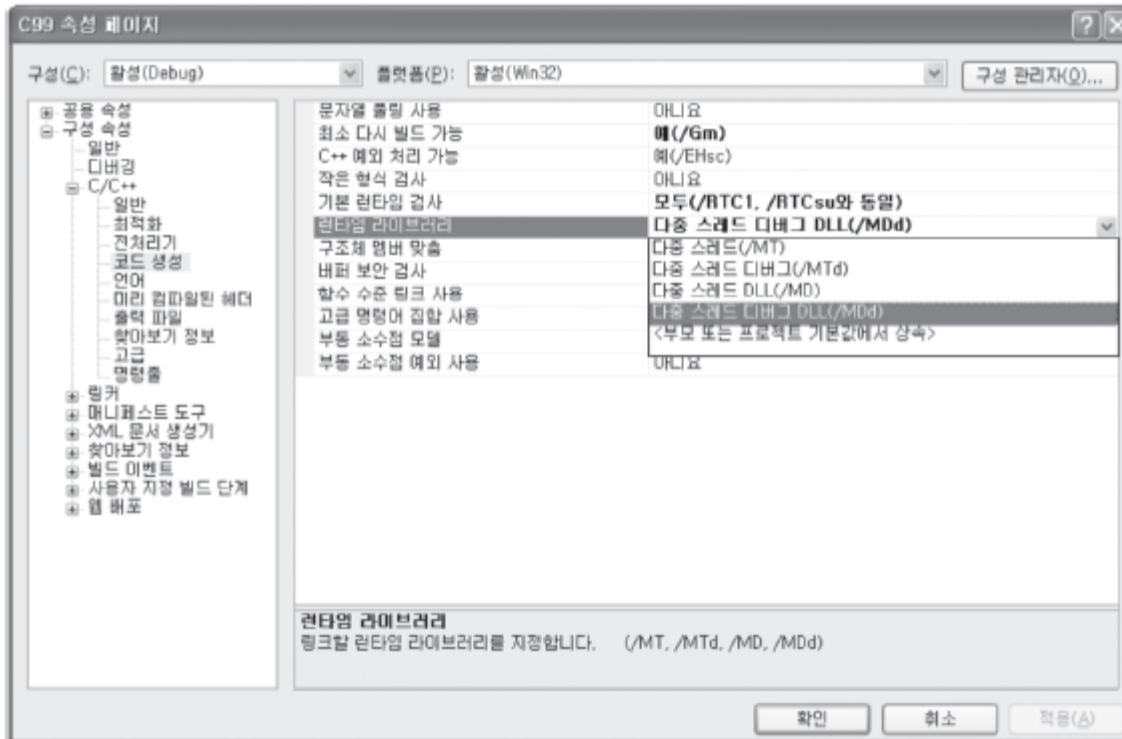 C99 속성 페이지
구성(C): 활성(Debug) 플랫폼(P): 활성(Win32) 구성 관리자(O)...
공용 속성
구성 속성
일반
디버깅
C/C++
일반
최적화
전처리기
코드 생성
언어
미리 컴파일된 헤더
출력 파일
찾아보기 정보
고급
명령줄
링커
매니페스트 도구
XML 문서 생성기
찾아보기 정보
빌드 이벤트
사용자 지정 빌드 단계
웹 배포
문자열 풀링 사용 아니요
최소 다시 빌드 가능 예(/Gm)
C++ 예외 처리 가능 예(/EHsc)
작은 형식 검사 아니요
기본 런타임 검사 모두(/RTC1, /RTCsu와 동일)
런타임 라이브러리 다중 스레드 디버그 DLL(/MDd)
구조체 멤버 맞춤 다중 스레드(/MT)
버퍼 보안 검사 다중 스레드 디버그(/MTd)
함수 수준 링크 사용 다중 스레드 DLL(/MD)
고급 명령어 집합 사용 다중 스레드 디버그 DLL(/MDd)
부동 소수점 모델 <부모 또는 프로젝트 기본값에서 상속>
부동 소수점 예외 사용 아니요
런타임 라이브러리
링크할 런타임 라이브러리를 지정합니다. (/MT, /MTd, /MD, /MDd)
확인 취소 적용(A)